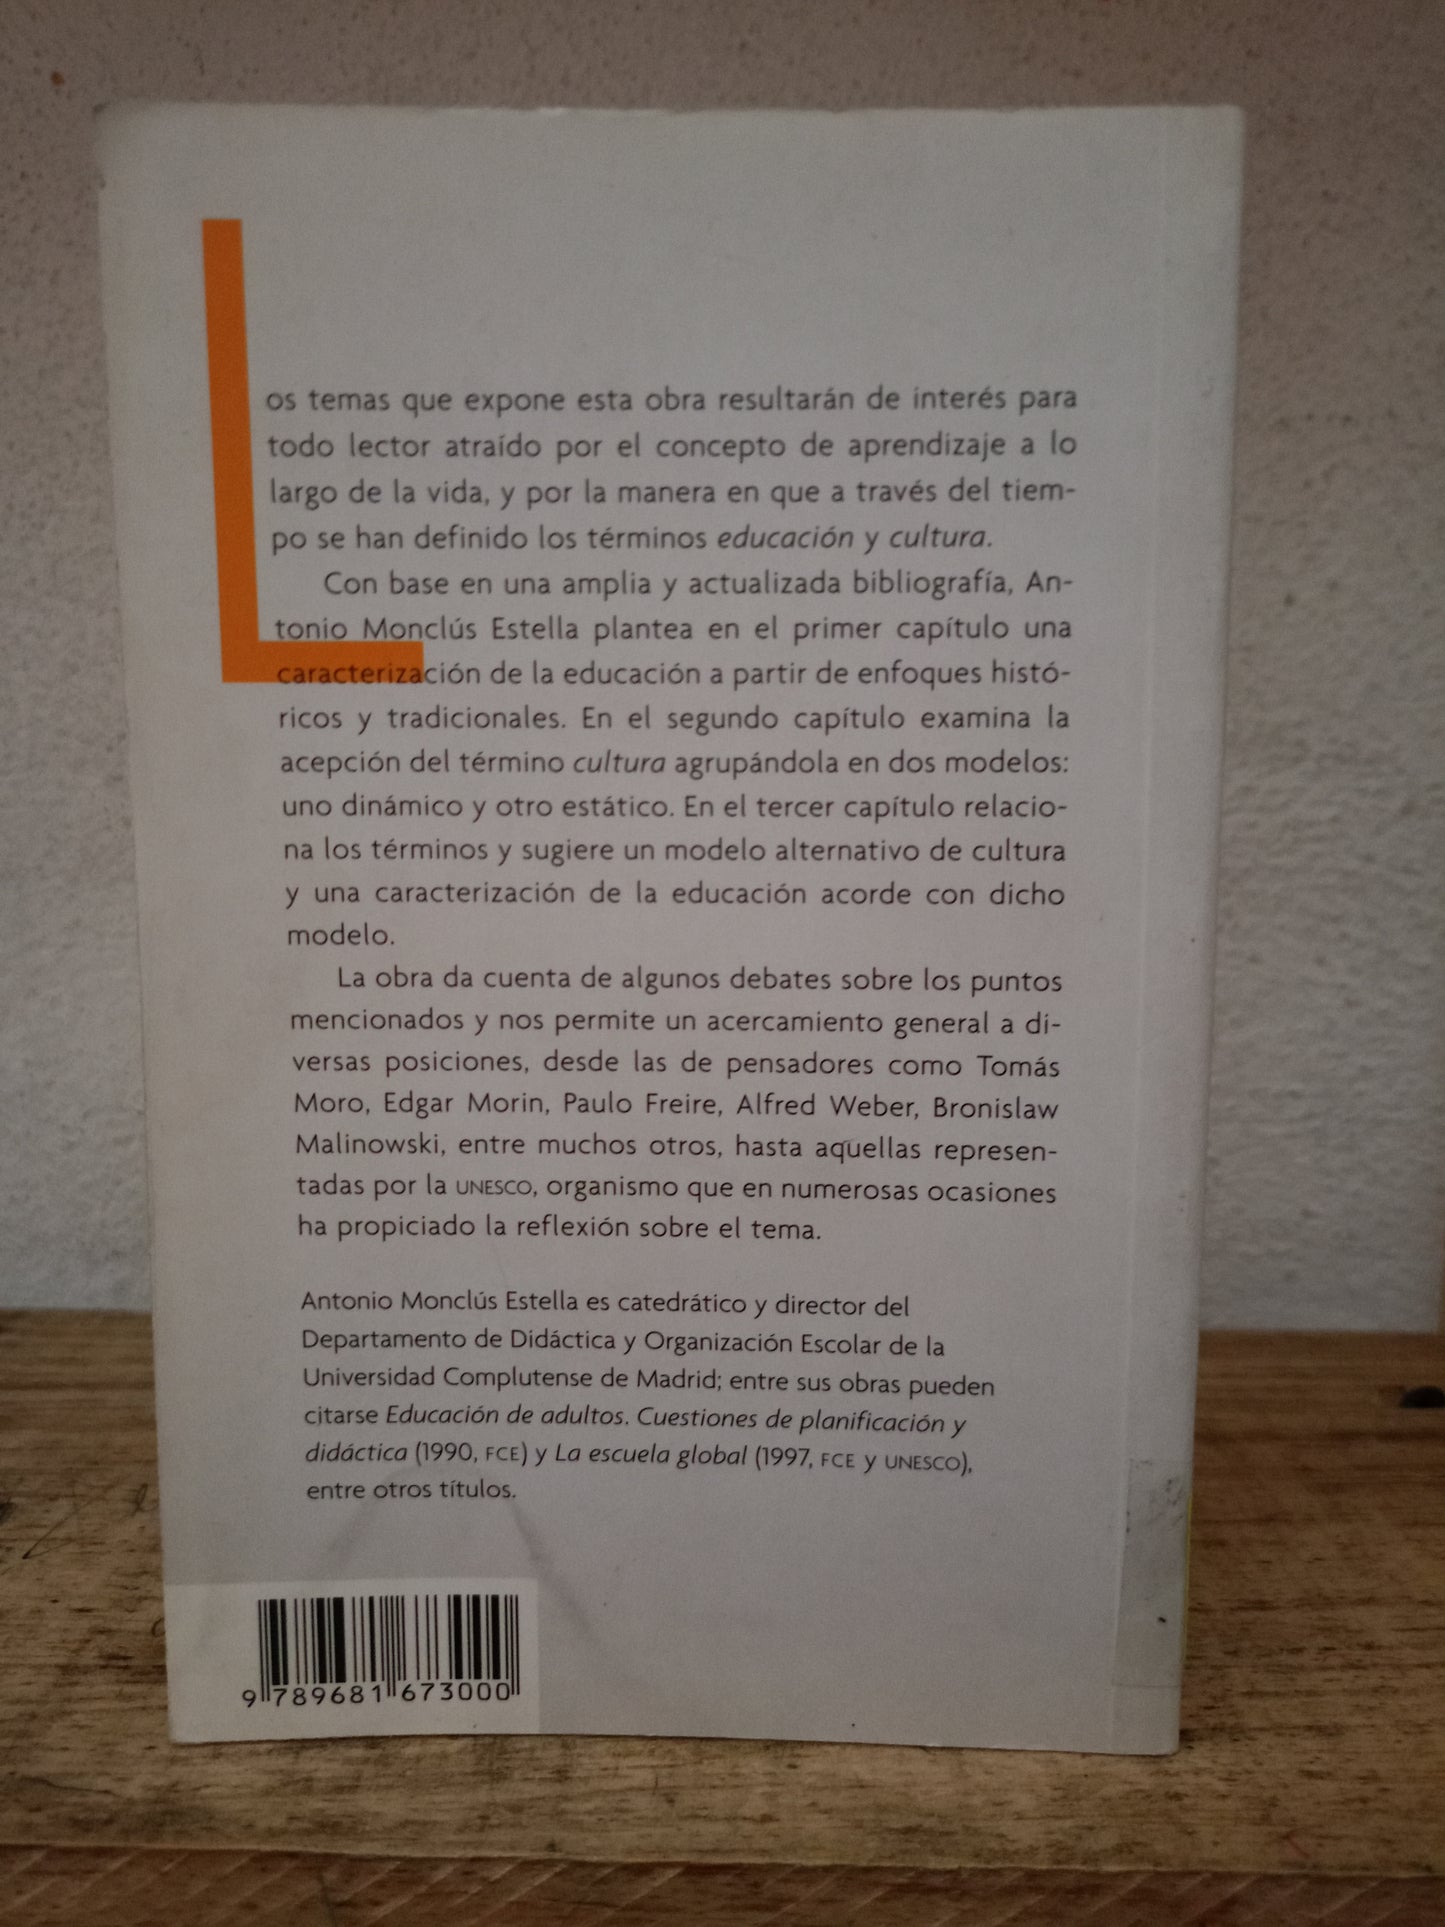 Los temas que expone esta obra resultarán de interés para
todo lector atraído por el concepto de aprendizaje a lo
largo de la vida, y por la manera en que a través del tiem-
po se han definido los términos educación y cultura.
Con base en una amplia y actualizada bibliografía, An-
tonio Monclús Estella plantea en el primer capítulo una
caracterización de la educación a partir de enfoques histó-
ricos y tradicionales. En el segundo capítulo examina la
acepción del término cultura agrupándola en dos modelos:
uno dinámico y otro estático. En el tercer capítulo relacio-
na los términos y sugiere un modelo alternativo de cultura
y una caracterización de la educación acorde con dicho
modelo.
La obra da cuenta de algunos debates sobre los puntos
mencionados y nos permite un acercamiento general a di-
versas posiciones, desde las de pensadores como Tomás
Moro, Edgar Morin, Paulo Freire, Alfred Weber, Bronislaw
Malinowski, entre muchos otros, hasta aquellas represen-
tadas por la UNESCO, organismo que en numerosas ocasiones
ha propiciado la reflexión sobre el tema.
Antonio Monclús Estella es catedrático y director del
Departamento de Didáctica y Organización Escolar de la
Universidad Complutense de Madrid; entre sus obras pueden
citarse Educación de adultos. Cuestiones de planificación y
didáctica (1990, FCE) y La escuela global (1997, FCE y UNESCO),
entre otros títulos.
9 789681 673000